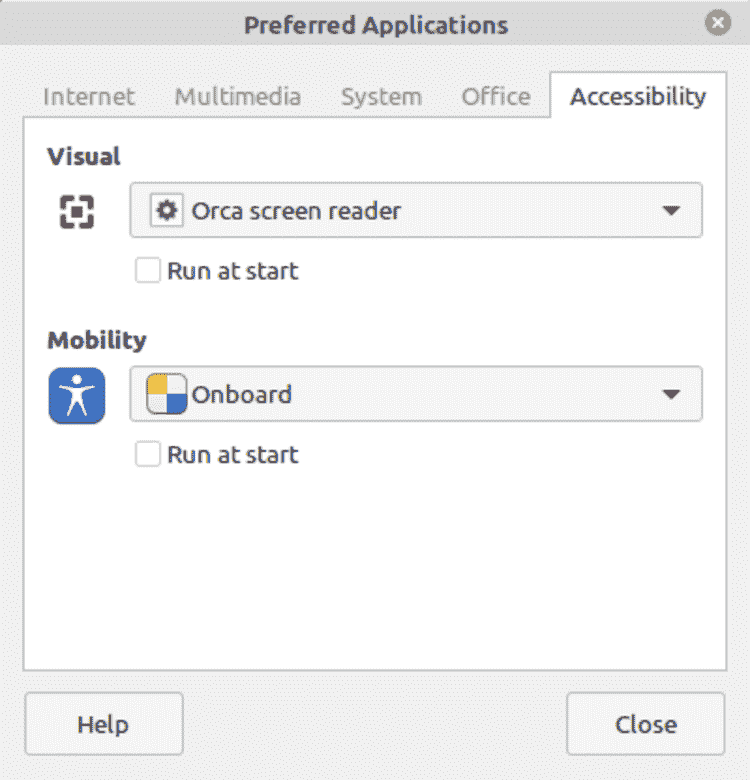 Preferred Applications
Internet Multimedia System Office Accessibility
Visual
Orca screen reader
Run at start
Mobility
Onboard
Run at start
Help Close